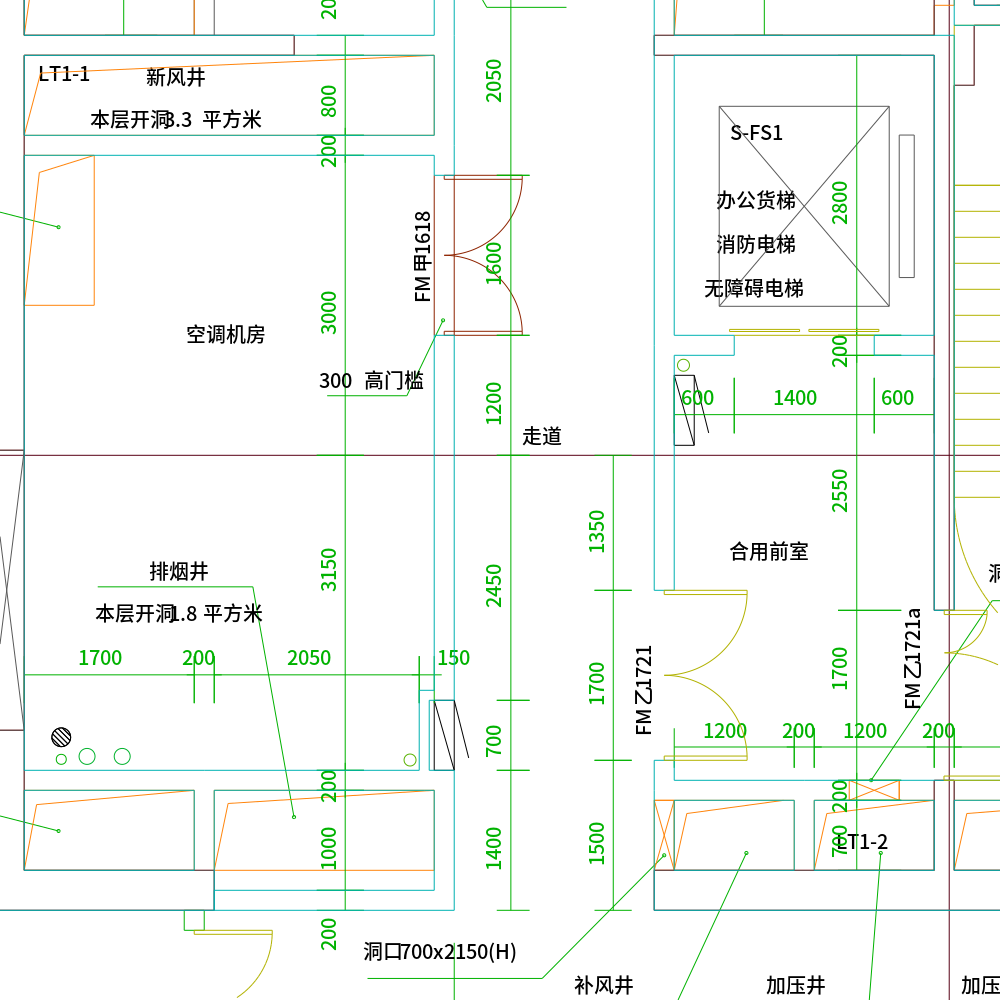 LT1-1
新风井
本层开洞3.3 平方米
800
200
2050
S-FS1
办公货梯
消防电梯
无障碍电梯
2800
FM甲1618
1600
3000
空调机房
300 高门槛
1200
走道
200
600
1400
600
2550
1350
合用前室
3150
2450
排烟井
本层开洞1.8 平方米
1700
200
2050
150
1700
FM乙1721
1700
FM乙1721a
700
1200
200
1200
200
200
200
1000
1400
1500
700
LT1-2
200
洞口700x2150(H)
补风井
加压井
加压